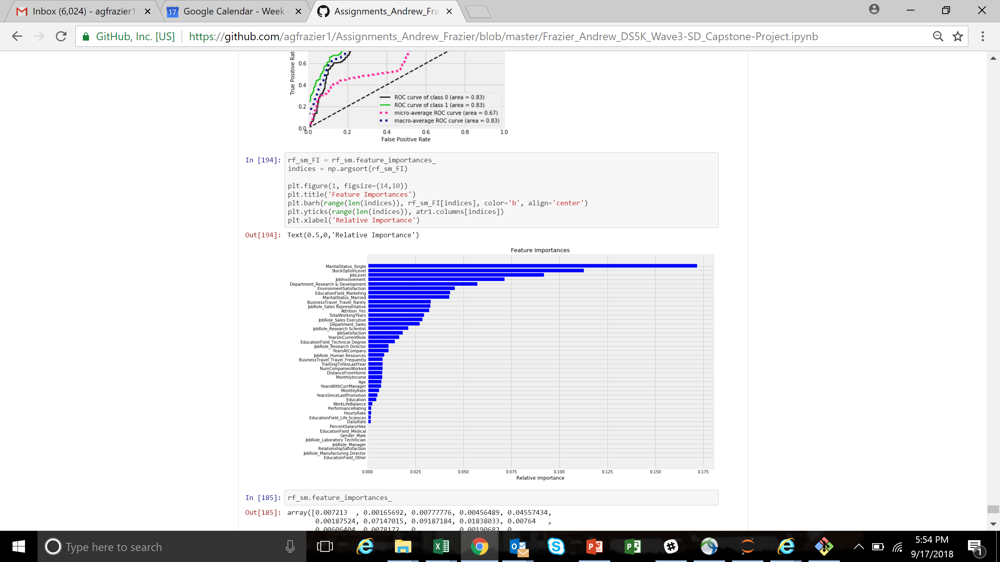 Inbox (6,024) - agfrazier1
Google Calendar - Week
Assignments_Andrew_Fra
GitHub, Inc. [US]
https://github.com/agfrazier1/Assignments_Andrew_Frazier/blob/master/Frazier_Andrew_DS5K_Wave3-SD_Capstone-Project.ipynb
True Positive Rat
0.6
0.4
0.2
0.0
ROC curve of class 0 (area = 0.83)
ROC curve of class 1 (area = 0.83)
micro-average ROC curve (area = 0.67)
macro-average ROC curve (area = 0.83)
0.0 0.2 0.4 0.6 0.8 1.0
False Positive Rate
In [194]:
rf_sm_FI = rf_sm.feature_importances_
indices = np.argsort(rf_sm_FI)
plt.figure(1, figsize=(14,10))
plt.title('Feature Importances')
plt.barh(range(len(indices)), rf_sm_FI[indices], color='b', align='center')
plt.yticks(range(len(indices)), atr1.columns[indices])
plt.xlabel('Relative Importance')
Out[194]: Text(0.5,0,'Relative Importance')
Feature Importances
MaritalStatus_Single
StockOptionLevel
JobLevel
JobInvolvement
Department_Research & Development
EnvironmentSatisfaction
EducationField_Marketing
MaritalStatus_Married
BusinessTravel_Travel_Rarely
JobRole_Sales Representative
Attrition_Yes
TotalWorkingYears
JobRole_Sales Executive
Department_Sales
JobRole_Research Scientist
JobSatisfaction
YearsInCurrentRole
EducationField_Technical Degree
JobRole_Research Director
YearsAtCompany
JobRole_Human Resources
BusinessTravel_Travel_Frequently
TrainingTimesLastYear
NumCompaniesWorked
DistanceFromHome
MonthlyIncome
Age
YearsWithCurrManager
MonthlyRate
YearsSinceLastPromotion
Education
WorkLifeBalance
PerformanceRating
HourlyRate
EducationField_Life Sciences
DailyRate
PercentSalaryHike
EducationField_Medical
Gender_Male
JobRole_Laboratory Technician
JobRole_Manager
RelationshipSatisfaction
JobRole_Manufacturing Director
EducationField_Other
0.000 0.025 0.050 0.075 0.100 0.125 0.150 0.175
Relative Importance
In [185]: rf_sm.feature_importances_
Out[185]: array([0.007213  , 0.00165692, 0.00777776, 0.00456489, 0.04557434,
0.00187524, 0.07147015, 0.09187184, 0.01838033, 0.00764   ,
0.00606404, 0.0078172 , 0. , 0.00190682, 0.
Type here to search
5:54 PM
9/17/2018
1